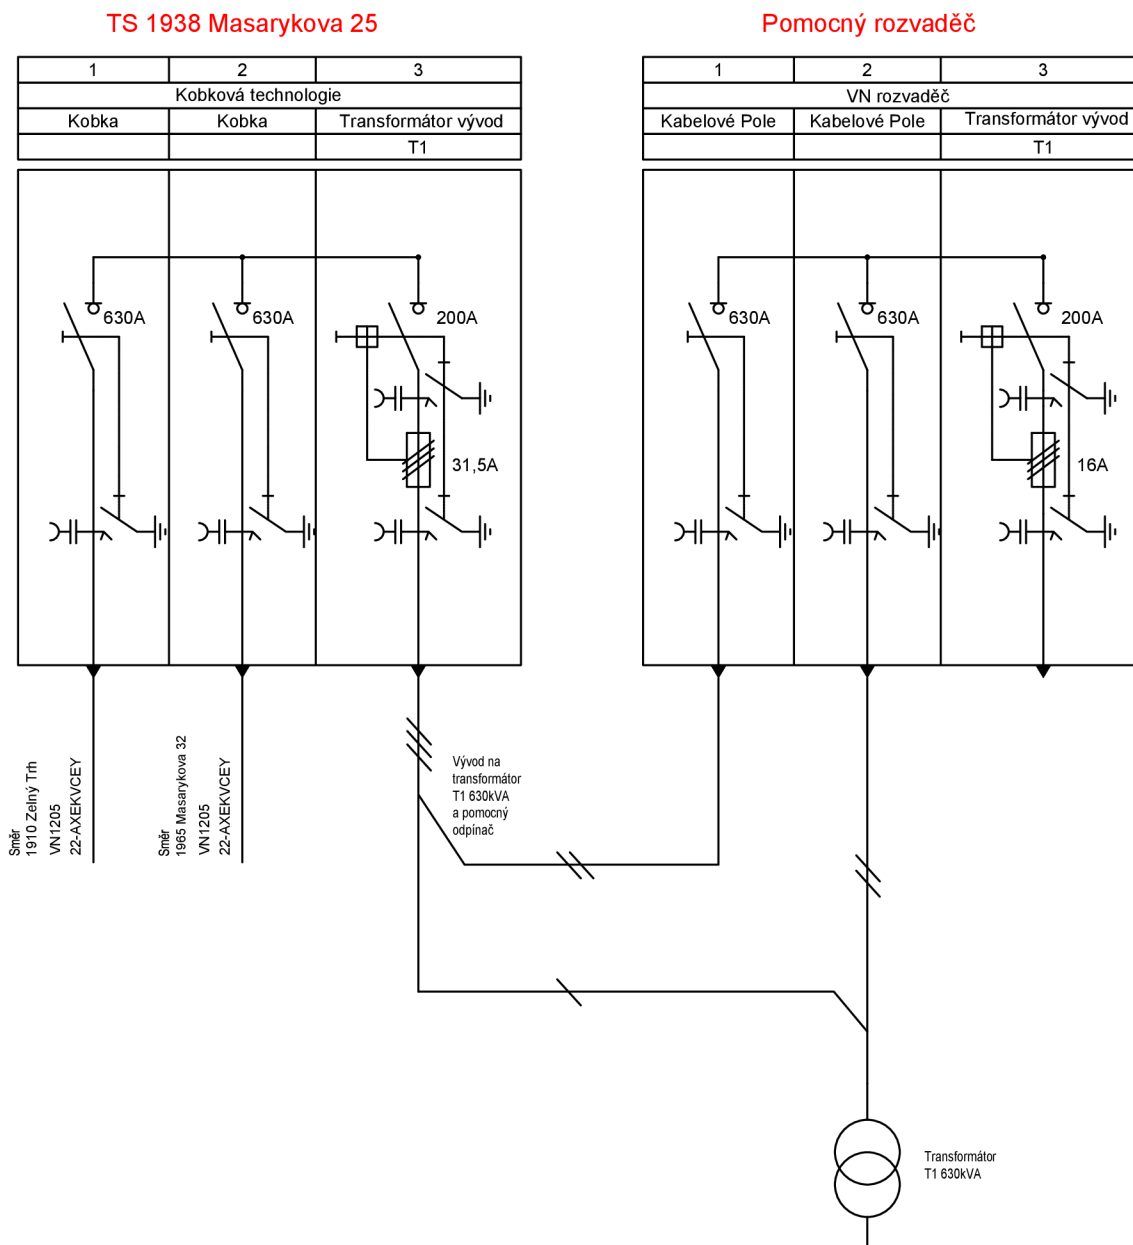 TS 1938 Masarykova 25
Pomocný rozvaděč
1 2 3
Kobková technologie
Kobka Kobka Transformátor vývod
T1
1 2 3
VN rozvaděč
Kabelové Pole Kabelové Pole Transformátor vývod
T1
630A 630A 200A
31,5A
630A 630A 200A
16A
Směr
1910 Zelný Trh
VN1205
22-AXEKVCEY
Směr
1965 Masarykova 32
VN1205
22-AXEKVCEY
Vývod na
transformátor
T1 630kVA
a pomocný
odpínač
Transformátor
T1 630kVA